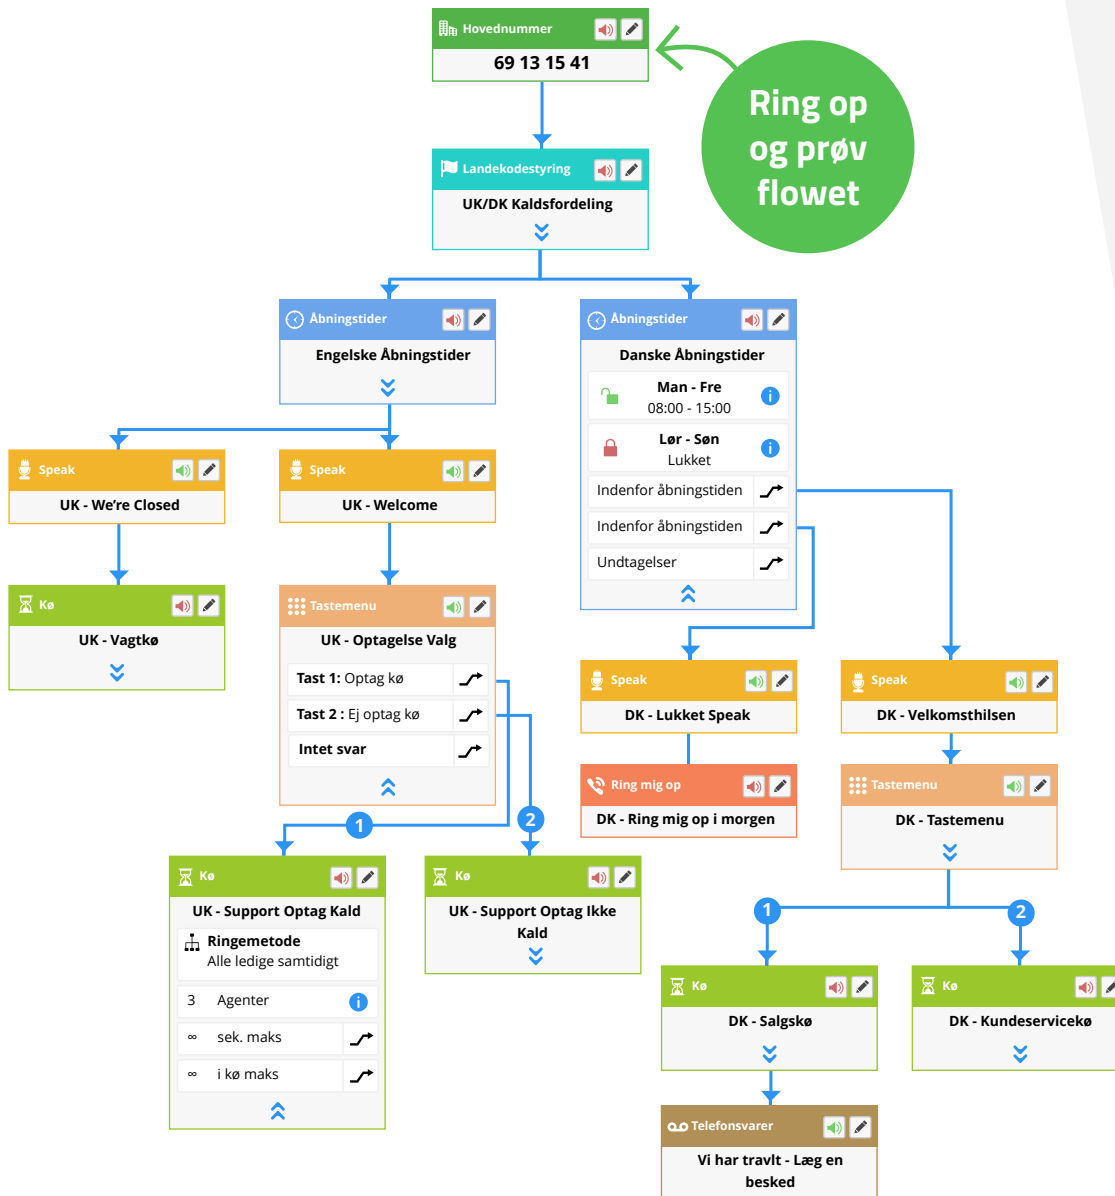 Hovednummer
69 13 15 41
Ring op
og prøv
flowet
Landekodestyring
UK/DK Kaldsfordeling
Åbningstider
Engelske Åbningstider
Åbningstider
Danske Åbningstider
Man - Fre
08:00 - 15:00
Lør - Søn
Lukket
Indenfor åbningstiden
Indenfor åbningstiden
Undtagelser
Speak
UK - We’re Closed
Speak
UK - Welcome
Kø
UK - Vagtkø
Tastemenu
UK - Optagelse Valg
Tast 1: Optag kø
Tast 2 : Ej optag kø
Intet svar
Speak
DK - Lukket Speak
Speak
DK - Velkomsthilsen
Ring mig op
DK - Ring mig op i morgen
Tastemenu
DK - Tastemenu
1
2
Kø
UK - Support Optag Kald
Ringemetode
Alle ledige samtidigt
3 Agenter
∞ sek. maks
∞ i kø maks
Kø
UK - Support Optag Ikke
Kald
1
2
Kø
DK - Salgskø
Kø
DK - Kundeservicekø
Telefonsvarer
Vi har travlt - Læg en
besked